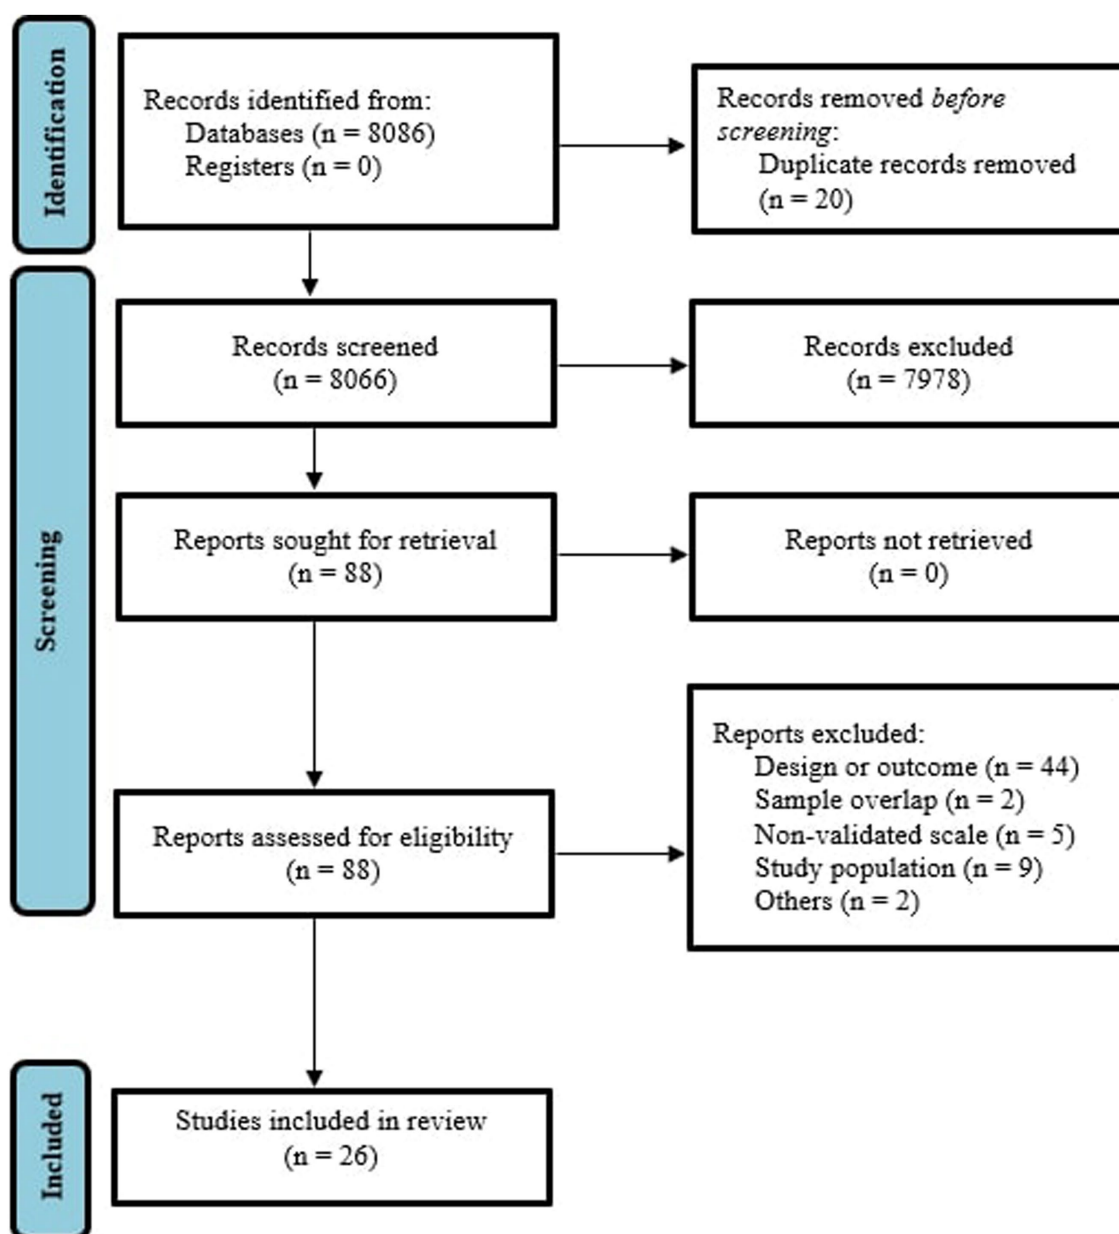 Identification
Records identified from:
Databases (n = 8086)
Registers (n = 0)
Records removed before
screening:
Duplicate records removed
(n = 20)
Screening
Records screened
(n = 8066)
Records excluded
(n = 7978)
Reports sought for retrieval
(n = 88)
Reports not retrieved
(n = 0)
Reports assessed for eligibility
(n = 88)
Reports excluded:
Design or outcome (n = 44)
Sample overlap (n = 2)
Non-validated scale (n = 5)
Study population (n = 9)
Others (n = 2)
Included
Studies included in review
(n = 26)